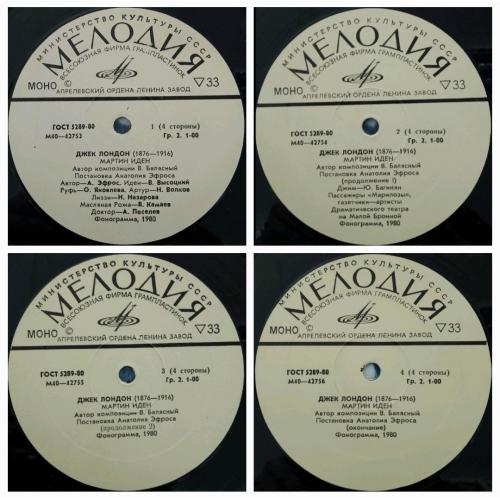 МИНИСТЕРСТВО КУЛЬТУРЫ СССР
МЕЛОДИЯ
ВСЕСОЮЗНАЯ ФИРМА ГРАМПЛАСТИНОК
МОНО
▽33
АПРЕЛЕВСКИЙ ОРДЕНА ЛЕНИНА ЗАВОД
ГОСТ 5289-80 1 (4 стороны)
М40—42753 Гр. 2. 1-00
ДЖЕК ЛОНДОН (1876—1916)
МАРТИН ИДЕН
Автор композиции В. Балясный
Постановка Анатолия Эфроса
Автор—А. Эфрос, Иден—В. Высоцкий
Руфь—О. Яковлева, Артур—Н. Волков
Лиззи—И. Назарова
Масляная Рожа—В. Камаев
Доктор—А. Песелев
Фонограмма, 1980
МИНИСТЕРСТВО КУЛЬТУРЫ СССР
МЕЛОДИЯ
© ВСЕСОЮЗНАЯ ФИРМА ГРАМПЛАСТИНОК
МОНО
▽33
АПРЕЛЕВСКИЙ ОРДЕНА ЛЕНИНА ЗАВОД
ГОСТ 5289-80 2 (4 стороны)
М40—42754 Гр. 2. 1-00
ДЖЕК ЛОНДОН (1876—1916)
МАРТИН ИДЕН
Автор композиции В. Балясный
Постановка Анатолия Эфроса
(продолжение 1)
Джим—Ю. Багинян
Пассажиры «Марипозы»,
газетчики—артисты
Драматического театра
на Малой Бронной
Фонограмма, 1980
МИНИСТЕРСТВО КУЛЬТУРЫ СССР
МЕЛОДИЯ
© ВСЕСОЮЗНАЯ ФИРМА ГРАМПЛАСТИНОК
МОНО
▽33
АПРЕЛЕВСКИЙ ОРДЕНА ЛЕНИНА ЗАВОД
ГОСТ 5289-80 3 (4 стороны)
М40—42755 Гр. 2. 1-00
ДЖЕК ЛОНДОН (1876—1916)
МАРТИН ИДЕН
Автор композиции В. Балясный
Постановка Анатолия Эфроса
(продолжение 2)
Фонограмма, 1980
МИНИСТЕРСТВО КУЛЬТУРЫ СССР
МЕЛОДИЯ
© ВСЕСОЮЗНАЯ ФИРМА ГРАМПЛАСТИНОК
МОНО
▽33
АПРЕЛЕВСКИЙ ОРДЕНА ЛЕНИНА ЗАВОД
ГОСТ 5289-80 4 (4 стороны)
М40—42756 Гр. 2. 1-00
ДЖЕК ЛОНДОН (1876—1916)
МАРТИН ИДЕН
Автор композиции В. Балясный
Постановка Анатолия Эфроса
(окончание)
Фонограмма, 1980